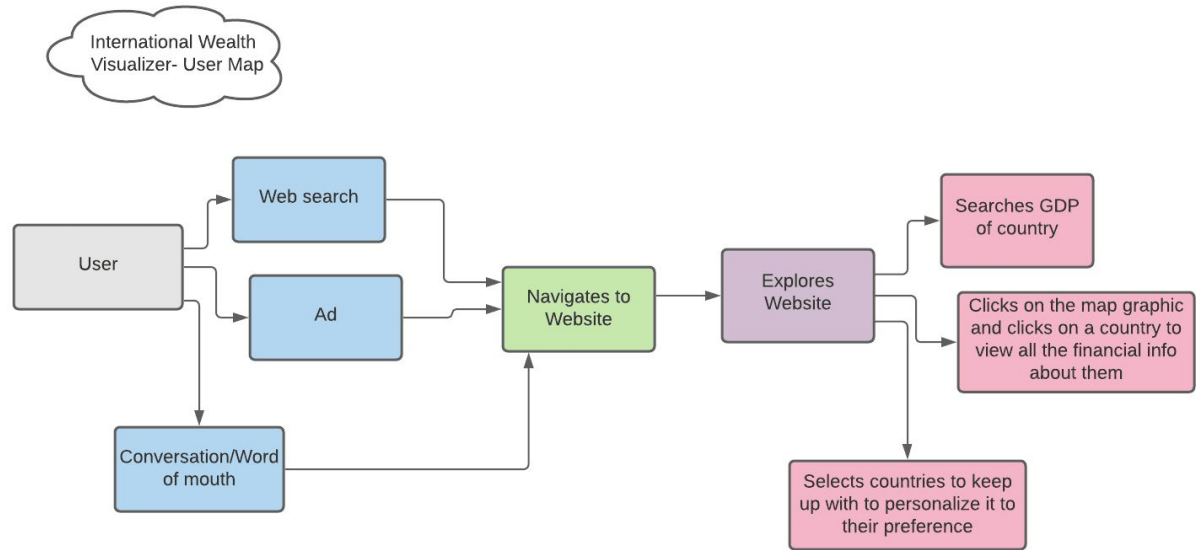 International Wealth
Visualizer- User Map
Web search
User
Ad
Conversation/Word
of mouth
Navigates to
Website
Explores
Website
Searches GDP
of country
Clicks on the map graphic
and clicks on a country to
view all the financial info
about them
Selects countries to keep
up with to personalize it to
their preference